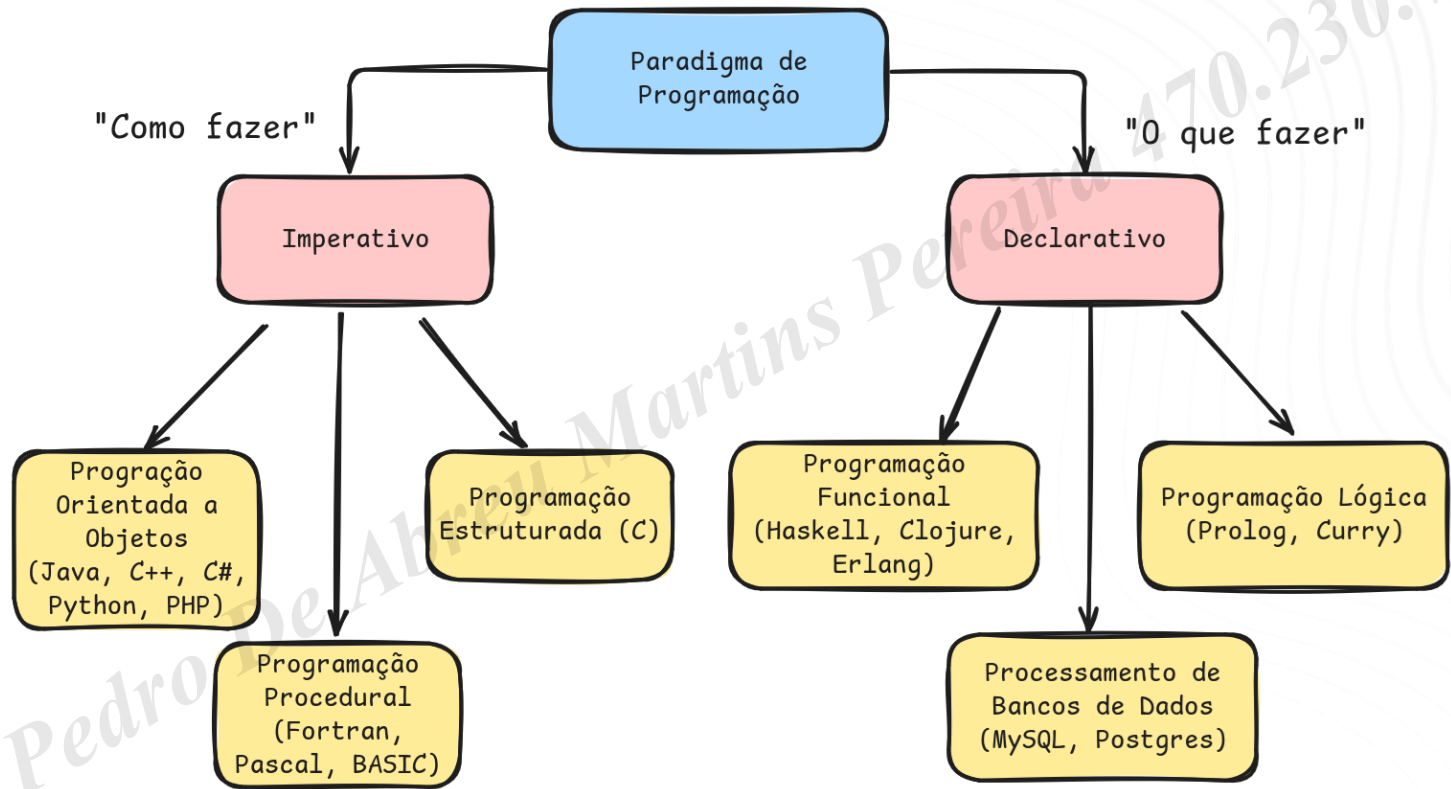 Paradigma de
Programação
"Como fazer"
"O que fazer"
Imperativo
Declarativo
Progração
Orientada a
Objetos
(Java, C++, C#,
Python, PHP)
Programação
Procedural
(Fortran,
Pascal, BASIC)
Programação
Estruturada (C)
Programação
Funcional
(Haskell, Clojure,
Erlang)
Processamento de
Bancos de Dados
(MySQL, Postgres)
Programação Lógica
(Prolog, Curry)
Pedro De Abreu Martins Pereira 470.230.